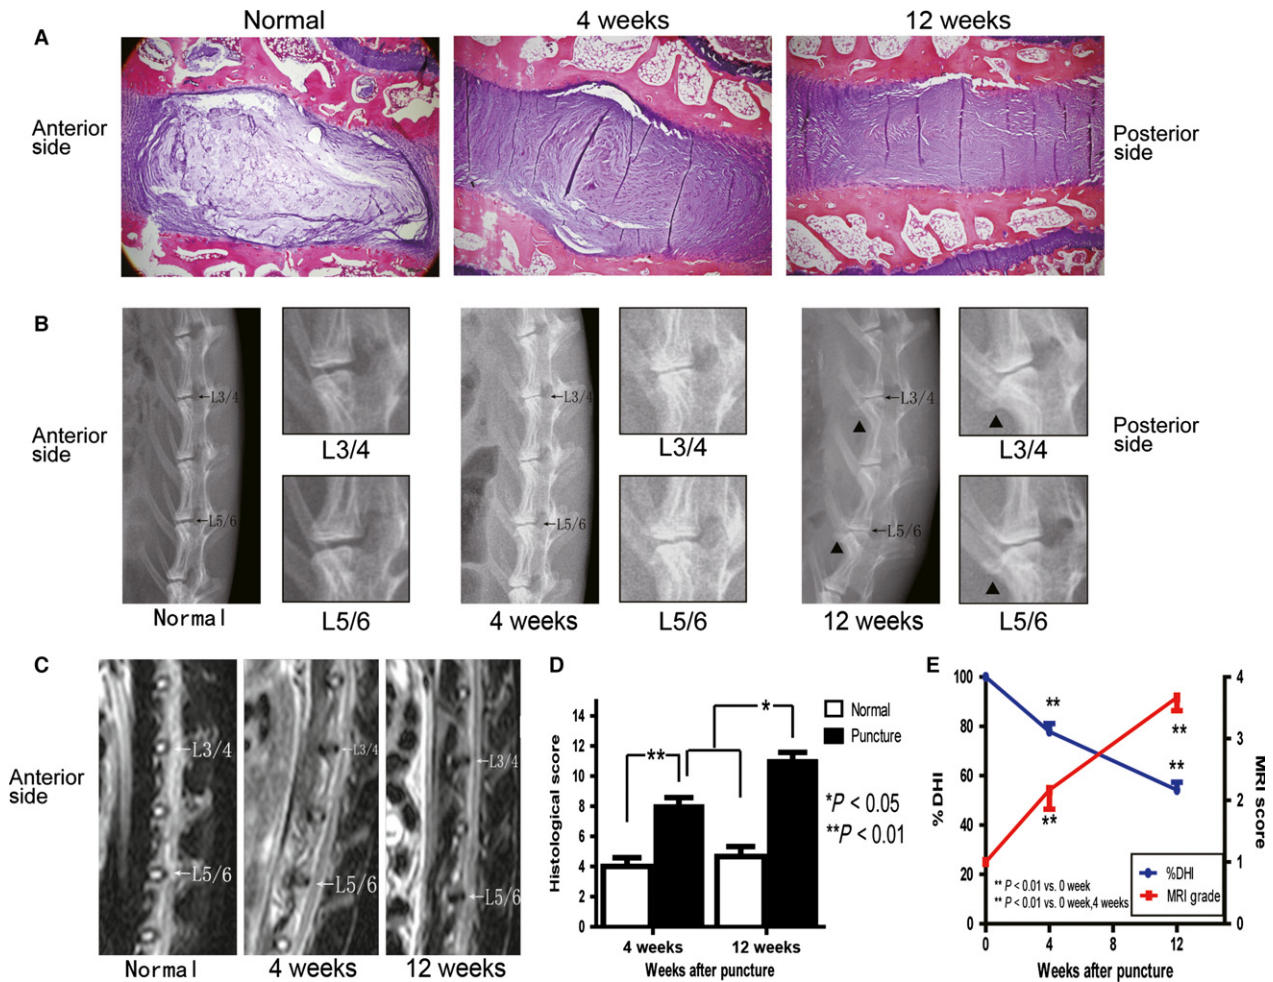 Normal
4 weeks
12 weeks
A
Anterior
side
Posterior
side
B
Anterior
side
L3/4
L5/6
Normal
L3/4
L5/6
L3/4
L5/6
4 weeks
L3/4
L5/6
L3/4
L5/6
12 weeks
L3/4
L5/6
Posterior
side
C
Anterior
side
L3/4
L5/6
Normal
L3/4
L5/6
4 weeks
L3/4
L5/6
12 weeks
D
Histological score
14
12
10
8
6
4
2
0
**
*
4 weeks
12 weeks
Weeks after puncture
Normal
Puncture
*P < 0.05
**P < 0.01
E
%DHI
100
80
60
40
20
0
**
**
**
**
4
3
2
1
0
MRI score
** P < 0.01 vs. 0 week
** P < 0.01 vs. 0 week,4 weeks
%DHI
MRI grade
0
4
8
12
Weeks after puncture